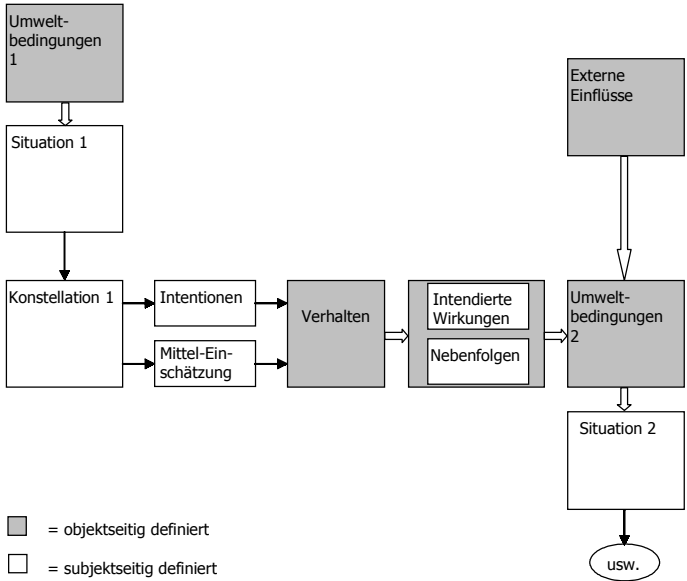 Umwelt-
bedingungen
1
Externe
Einflüsse
Situation 1
Konstellation 1
Intentionen
Mittel-Ein-
schätzung
Verhalten
Intendierte
Wirkungen
Nebenfolgen
Umwelt-
bedingungen
2
Situation 2
usw.
= objektseitig definiert
= subjektseitig definiert